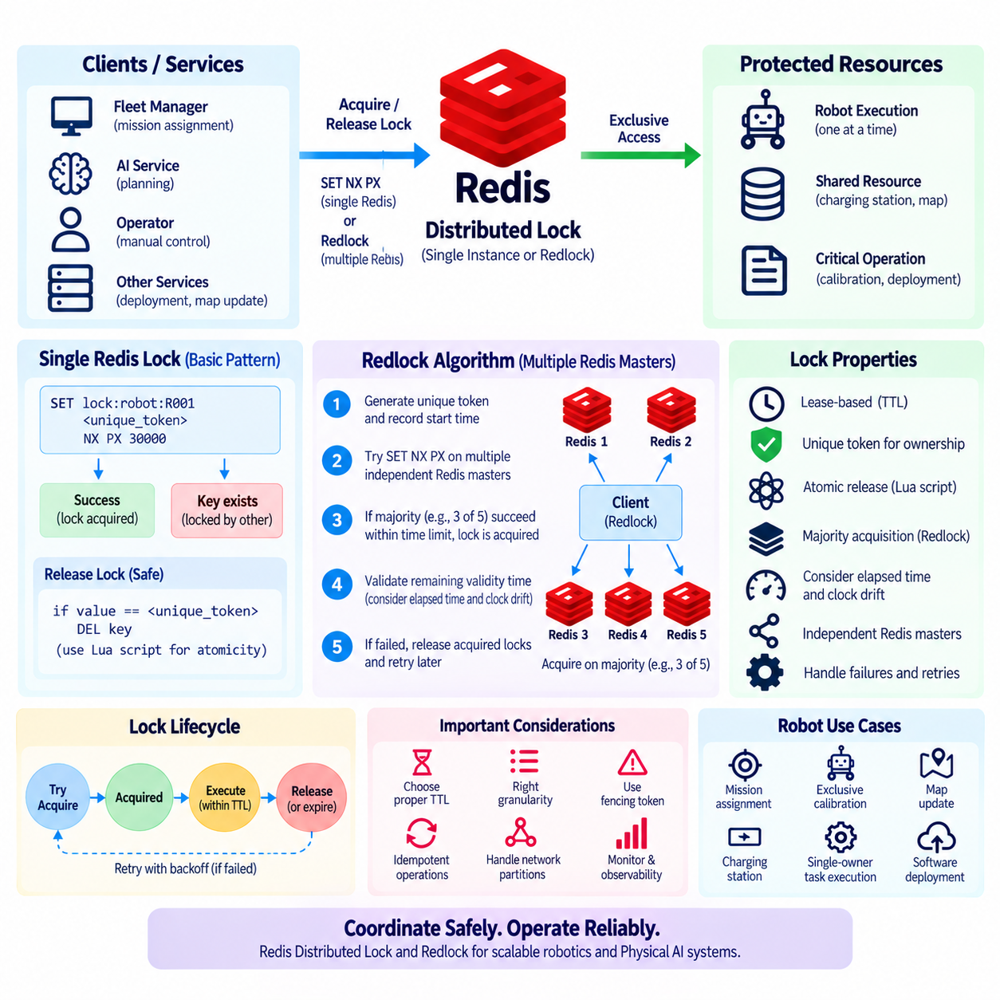 Clients / Services
Fleet Manager
(mission assignment)
AI Service
(planning)
Operator
(manual control)
Other Services
(deployment, map update)
Acquire /
Release Lock
SET NX PX
(single Redis)
or
Redlock
(multiple Redis)
Redis
Distributed Lock
(Single Instance or Redlock)
Exclusive
Access
Protected Resources
Robot Execution
(one at a time)
Shared Resource
(charging station, map)
Critical Operation
(calibration, deployment)
Single Redis Lock (Basic Pattern)
SET lock:robot:R001
<unique_token>
NX PX 30000
Success
(lock acquired)
Key exists
(locked by other)
Release Lock (Safe)
if value == <unique_token>
DEL key
(use Lua script for atomicity)
Redlock Algorithm (Multiple Redis Masters)
1
Generate unique token
and record start time
2
Try SET NX PX on multiple
independent Redis masters
3
If majority (e.g., 3 of 5) succeed
within time limit, lock is acquired
4
Validate remaining validity time
(consider elapsed time and clock drift)
5
If failed, release acquired locks
and retry later
Redis 1
Redis 2
Client
(Redlock)
Redis 3
Redis 4
Redis 5
Acquire on majority (e.g., 3 of 5)
Lock Properties
Lease-based (TTL)
Unique token for ownership
Atomic release (Lua script)
Majority acquisition (Redlock)
Consider elapsed time
and clock drift
Independent Redis masters
Handle failures and retries
Lock Lifecycle
Try
Acquire
Acquired
Execute
(within TTL)
Release
(or expire)
Retry with backoff (if failed)
Important Considerations
Choose
proper TTL
Right
granularity
Use
fencing token
Idempotent
operations
Handle network
partitions
Monitor &
observability
Robot Use Cases
Mission
assignment
Exclusive
calibration
Map
update
Charging
station
Single-owner
task execution
Software
deployment
Coordinate Safely. Operate Reliably.
Redis Distributed Lock and Redlock for scalable robotics and Physical AI systems.